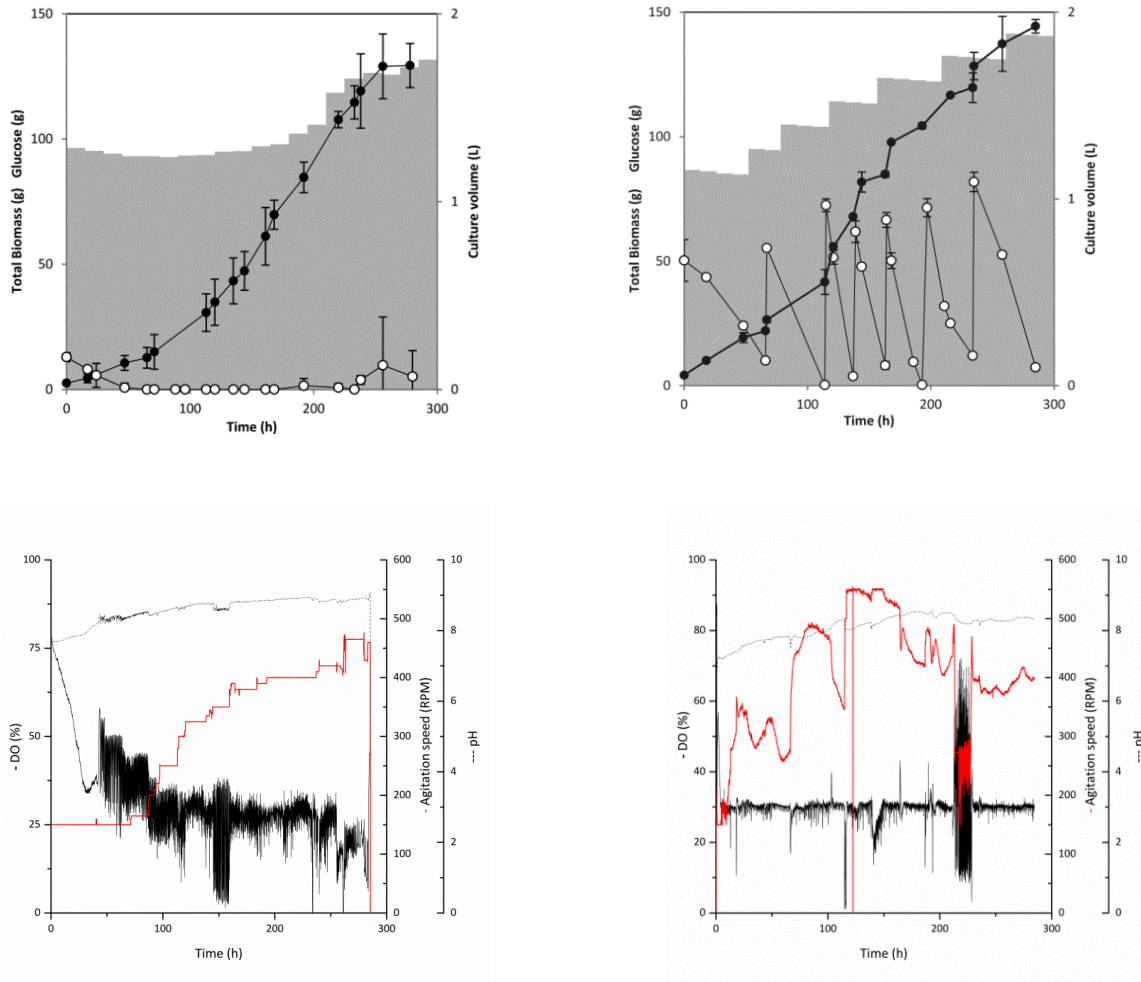 150
100
50
0
Total Biomass (g) Glucose (g)
2
1
0
Culture volume (L)
0 100 200 300
Time (h)
150
100
50
0
Total Biomass (g) Glucose (g)
2
1
0
Culture volume (L)
0 100 200 300
Time (h)
100
75
50
25
0
- DO (%)
600
500
400
300
200
100
0
- Agitation speed (RPM)
10
8
6
4
2
0
--- pH
0 100 200 300
Time (h)
100
80
60
40
20
0
- DO (%)
600
500
400
300
200
100
0
- Agitation speed (RPM)
10
8
6
4
2
0
--- pH
0 100 200 300
Time (h)